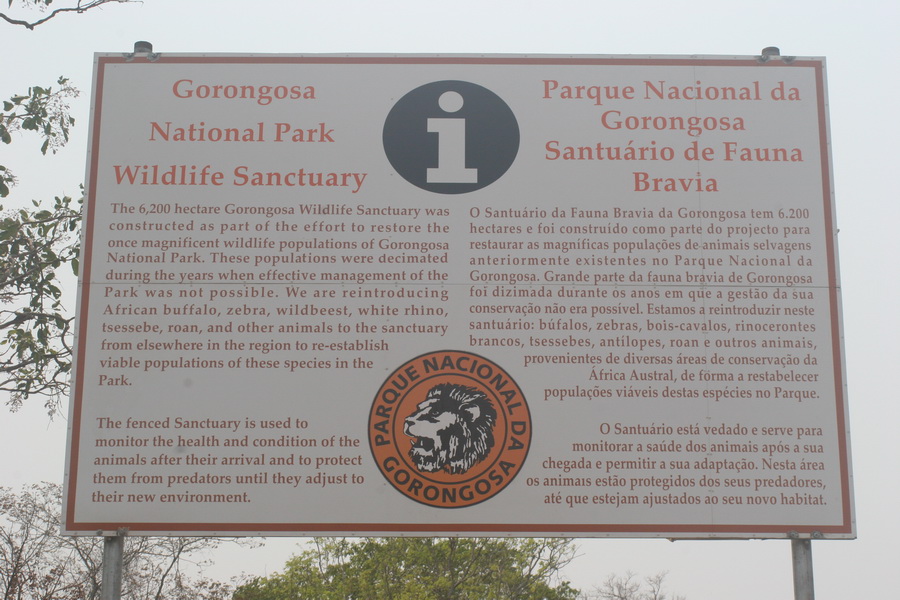 Gorongosa
National Park
Wildlife Sanctuary
The 6,200 hectare Gorongosa Wildlife Sanctuary was
constructed as part of the effort to restore the
once magnificent wildlife populations of Gorongosa
National Park. These populations were decimated
during the years when effective management of the
Park was not possible. We are reintroducing
African buffalo, zebra, wildbeest, white rhino,
tsessebe, roan, and other animals to the sanctuary
from elsewhere in the region to re-establish
viable populations of these species in the
Park.
The fenced Sanctuary is used to
monitor the health and condition of the
animals after their arrival and to protect
them from predators until they adjust to
their new environment.
i
Parque Nacional da
Gorongosa
Santuário de Fauna
Bravia
O Santuário da Fauna Bravia da Gorongosa tem 6.200
hectares e foi construído como parte do projecto para
restaurar as magníficas populações de animais selvagens
anteriormente existentes no Parque Nacional da
Gorongosa. Grande parte da fauna bravia de Gorongosa
foi dizimada durante os anos em que a gestão da sua
conservação não era possível. Estamos a reintroduzir neste
santuário: búfalos, zebras, bois-cavalos, rinocerontes
brancos, tsessebes, antílopes, roan e outros animais,
provenientes de diversas áreas de conservação da
África Austral, de forma a restabelecer
populações viáveis destas espécies no Parque.
O Santuário está vedado e serve para
monitorar a saúde dos animais após a sua
chegada e permitir a sua adaptação. Nesta área
os animais estão protegidos dos seus predadores,
até que estejam ajustados ao seu novo habitat.
PARQUE NACIONAL DA
GORONGOSA